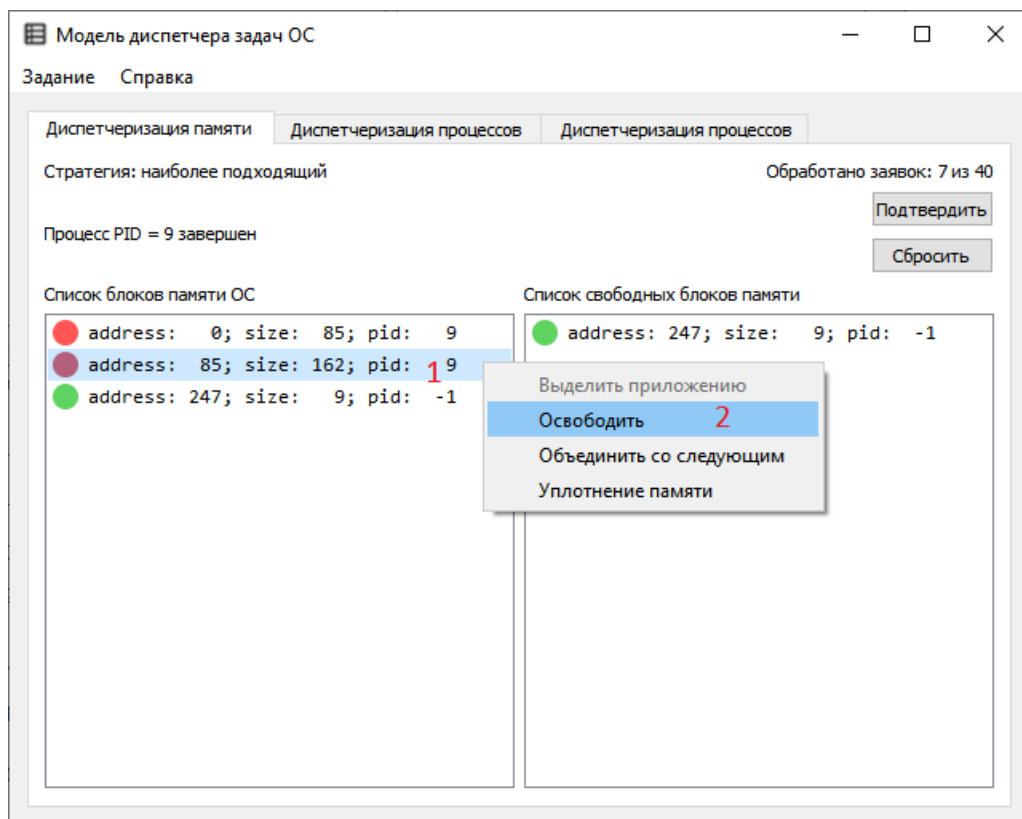 Модель диспетчера задач ОС
Задание Справка
Диспетчеризация памяти Диспетчеризация процессов Диспетчеризация процессов
Стратегия: наиболее подходящий Обработано заявок: 7 из 40
Подтвердить
Процесс PID = 9 завершен
Сбросить
Список блоков памяти ОС Список свободных блоков памяти
address: 0; size: 85; pid: 9 address: 247; size: 9; pid: -1
address: 85; size: 162; pid: 1 9
address: 247; size: 9; pid: -1
Выделить приложению
Освободить 2
Объединить со следующим
Уплотнение памяти